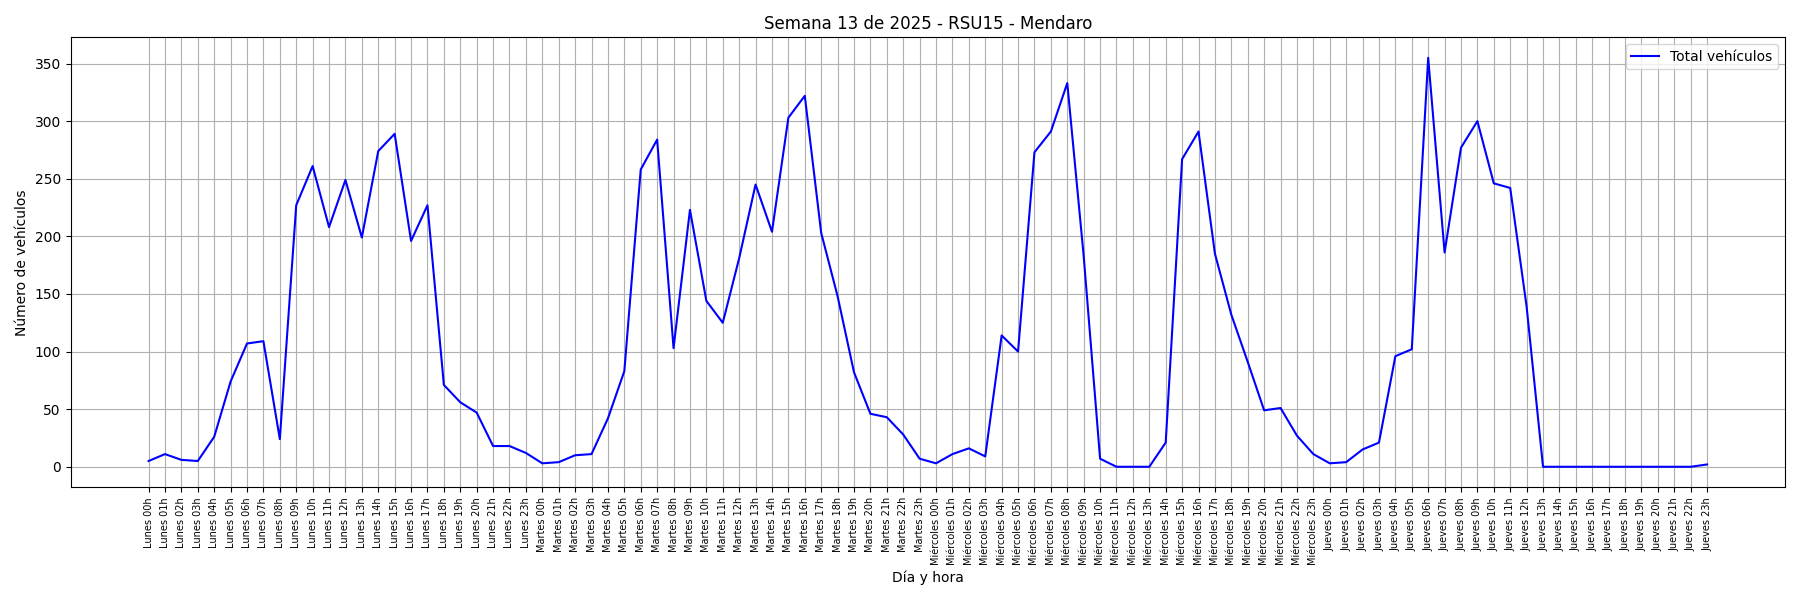 Semana 13 de 2025 - RSU15 - Mendaro
Total vehículos
Número de vehículos
350
300
250
200
150
100
50
0
Lunes 00h
Lunes 01h
Lunes 02h
Lunes 03h
Lunes 04h
Lunes 05h
Lunes 06h
Lunes 07h
Lunes 08h
Lunes 09h
Lunes 10h
Lunes 11h
Lunes 12h
Lunes 13h
Lunes 14h
Lunes 15h
Lunes 16h
Lunes 17h
Lunes 18h
Lunes 19h
Lunes 20h
Lunes 21h
Lunes 22h
Lunes 23h
Martes 00h
Martes 01h
Martes 02h
Martes 03h
Martes 04h
Martes 05h
Martes 06h
Martes 07h
Martes 08h
Martes 09h
Martes 10h
Martes 11h
Martes 12h
Martes 13h
Martes 14h
Martes 15h
Martes 16h
Martes 17h
Martes 18h
Martes 19h
Martes 20h
Martes 21h
Martes 22h
Martes 23h
Miércoles 00h
Miércoles 01h
Miércoles 02h
Miércoles 03h
Miércoles 04h
Miércoles 05h
Miércoles 06h
Miércoles 07h
Miércoles 08h
Miércoles 09h
Miércoles 10h
Miércoles 11h
Miércoles 12h
Miércoles 13h
Miércoles 14h
Miércoles 15h
Miércoles 16h
Miércoles 17h
Miércoles 18h
Miércoles 19h
Miércoles 20h
Miércoles 21h
Miércoles 22h
Miércoles 23h
Jueves 00h
Jueves 01h
Jueves 02h
Jueves 03h
Jueves 04h
Jueves 05h
Jueves 06h
Jueves 07h
Jueves 08h
Jueves 09h
Jueves 10h
Jueves 11h
Jueves 12h
Jueves 13h
Jueves 14h
Jueves 15h
Jueves 16h
Jueves 17h
Jueves 18h
Jueves 19h
Jueves 20h
Jueves 21h
Jueves 22h
Jueves 23h
Día y hora